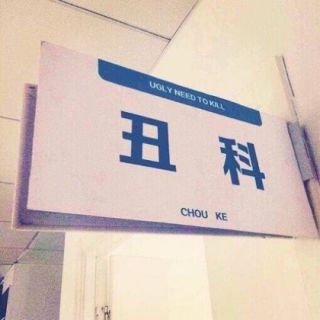 UGLY NEED TO KILL
丑科
CHOU KE